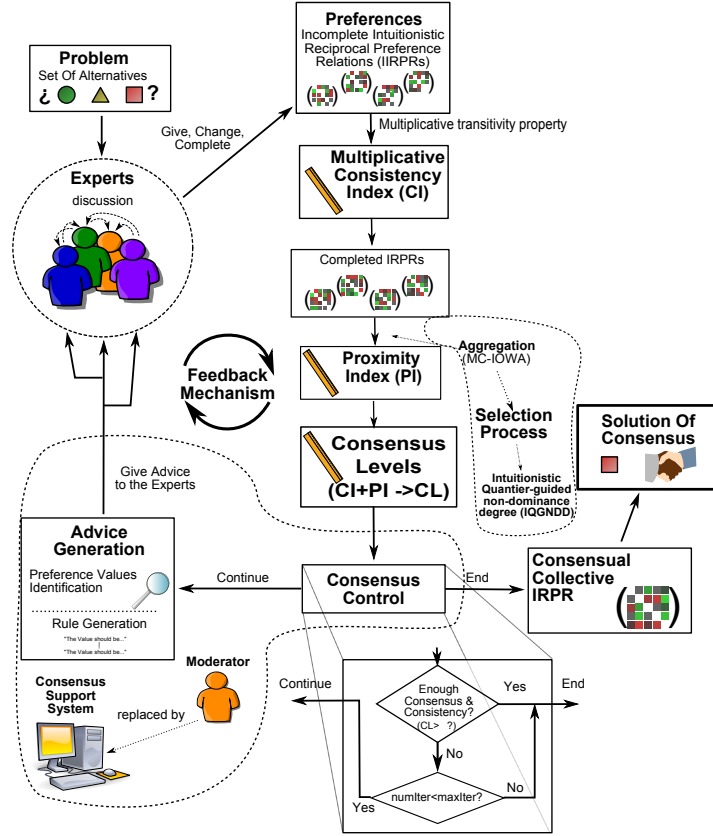 Preferences
Incomplete Intuitionistic
Reciprocal Preference
Relations (IIRPRs)
Problem
Set Of Alternatives
¿ ?
Give, Change,
Complete
Multiplicative transitivity property
Experts
discussion
Multiplicative
Consistency
Index (CI)
Completed IRPRs
Feedback
Mechanism
Proximity
Index (PI)
Aggregation
(MC-IOWA)
Selection
Process
Intuitionistic
Quantier-guided
non-dominance
degree (IQGNDD)
Solution Of
Consensus
Consensus
Levels
(CI+PI ->CL)
Give Advice
to the Experts
Advice
Generation
Preference Values
Identification
Rule Generation
"The Value should be..."
"The Value should be..."
Continue
Consensus
Control
End
Consensual
Collective
IRPR
Moderator
Consensus
Support
System
replaced by
Continue
Enough
Consensus &
Consistency?
(CL> ?)
Yes
End
No
numIter<maxIter?
Yes
No